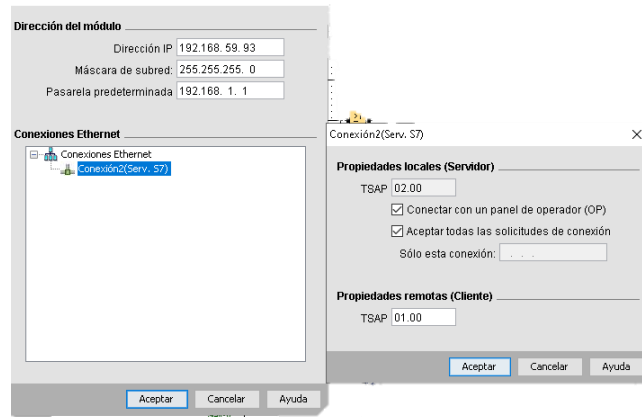 Dirección del módulo
Dirección IP 192.168. 59. 93
Máscara de subred: 255.255.255. 0
Pasarela predeterminada 192.168. 1. 1
Conexiones Ethernet
Conexiones Ethernet
Conexión2(Serv. S7)
Aceptar Cancelar Ayuda
Conexión2(Serv. S7)
Propiedades locales (Servidor)
TSAP 02.00
Conectar con un panel de operador (OP)
Aceptar todas las solicitudes de conexión
Sólo esta conexión: . . .
Propiedades remotas (Cliente)
TSAP 01.00
Aceptar Cancelar Ayuda